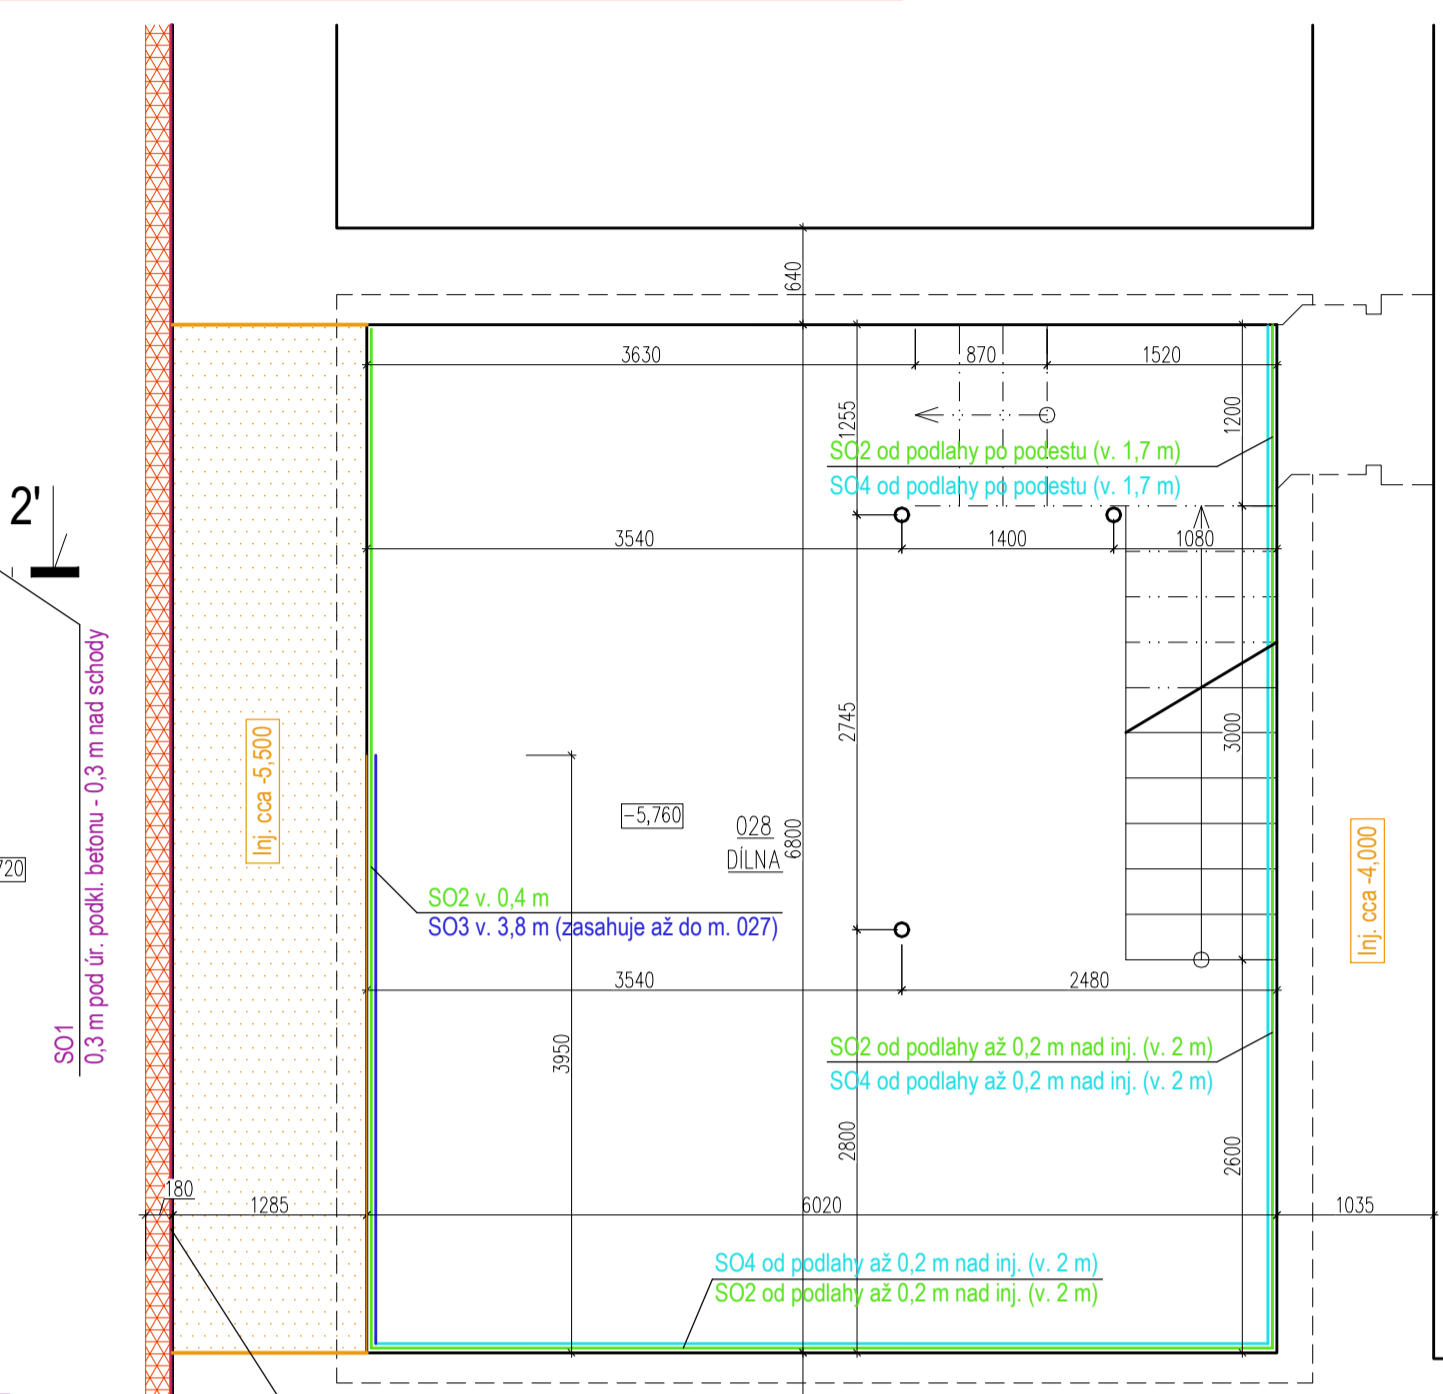 640
3630
870
1520
1255
1200
SO2 od podlahy po podestu (v. 1,7 m)
SO4 od podlahy po podestu (v. 1,7 m)
2'
3540
1400
1080
SO1
0,3 m pod úr. podkl. betonu - 0,3 m nad schody
Inj. cca -5,500
2745
3000
-5,760
028
DÍLNA
6800
720
Inj. cca -4,000
SO2 v. 0,4 m
SO3 v. 3,8 m (zasahuje až do m. 027)
3540
2480
3950
SO2 od podlahy až 0,2 m nad inj. (v. 2 m)
SO4 od podlahy až 0,2 m nad inj. (v. 2 m)
2800
2600
180
1285
6020
1035
SO4 od podlahy až 0,2 m nad inj. (v. 2 m)
SO2 od podlahy až 0,2 m nad inj. (v. 2 m)